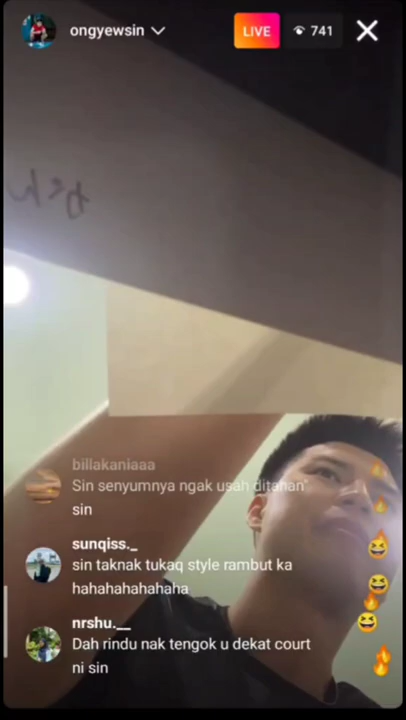 ongyewsin
LIVE
741
billakaniaaa
Sin senyumnya ngak usah ditahan"
sin
sunqiss._
sin taknak tukaq style rambut ka
hahahahahahaha
nrshu.__
Dah rindu nak tengok u dekat court
ni sin